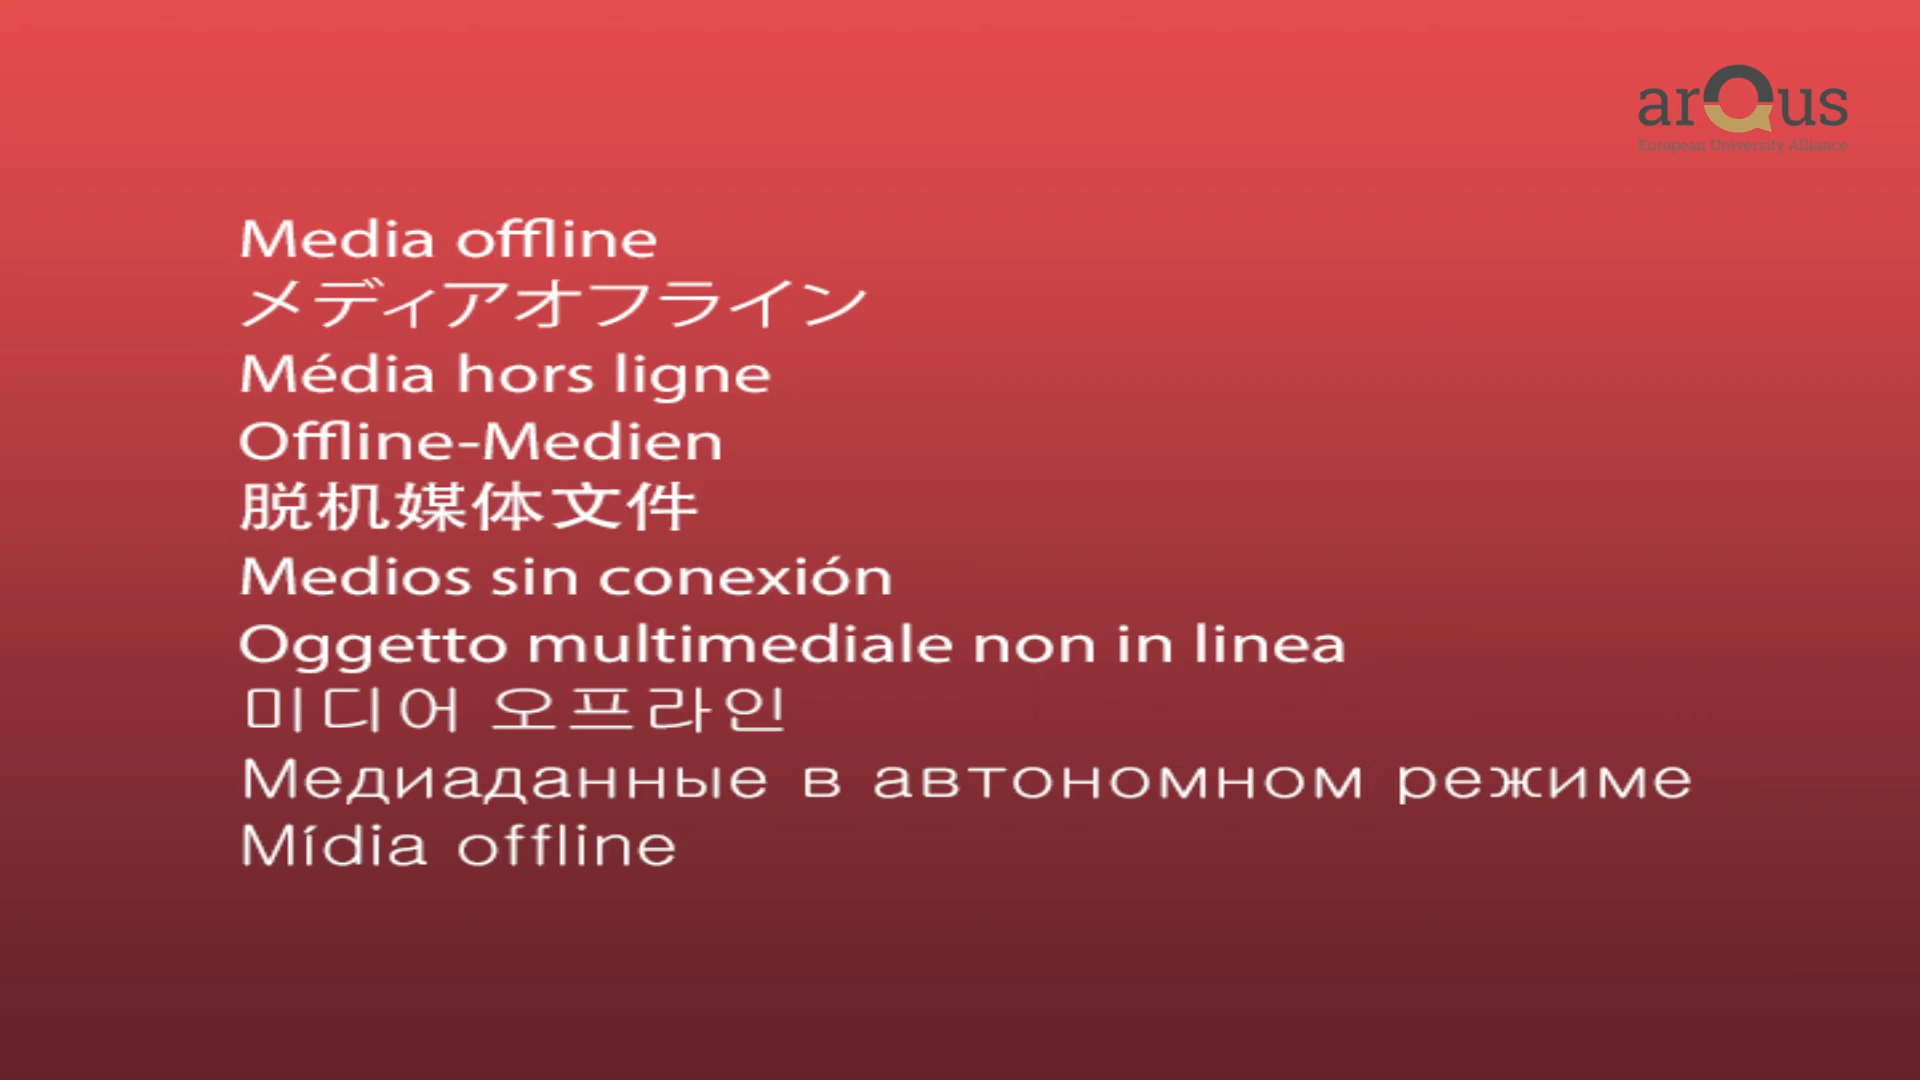 arQus
European University Alliance
Media offline
メディアオフライン
Média hors ligne
Offline-Medien
脱机媒体文件
Medios sin conexión
Oggetto multimediale non in linea
미디어 오프라인
Медиаданные в автономном режиме
Mídia offline